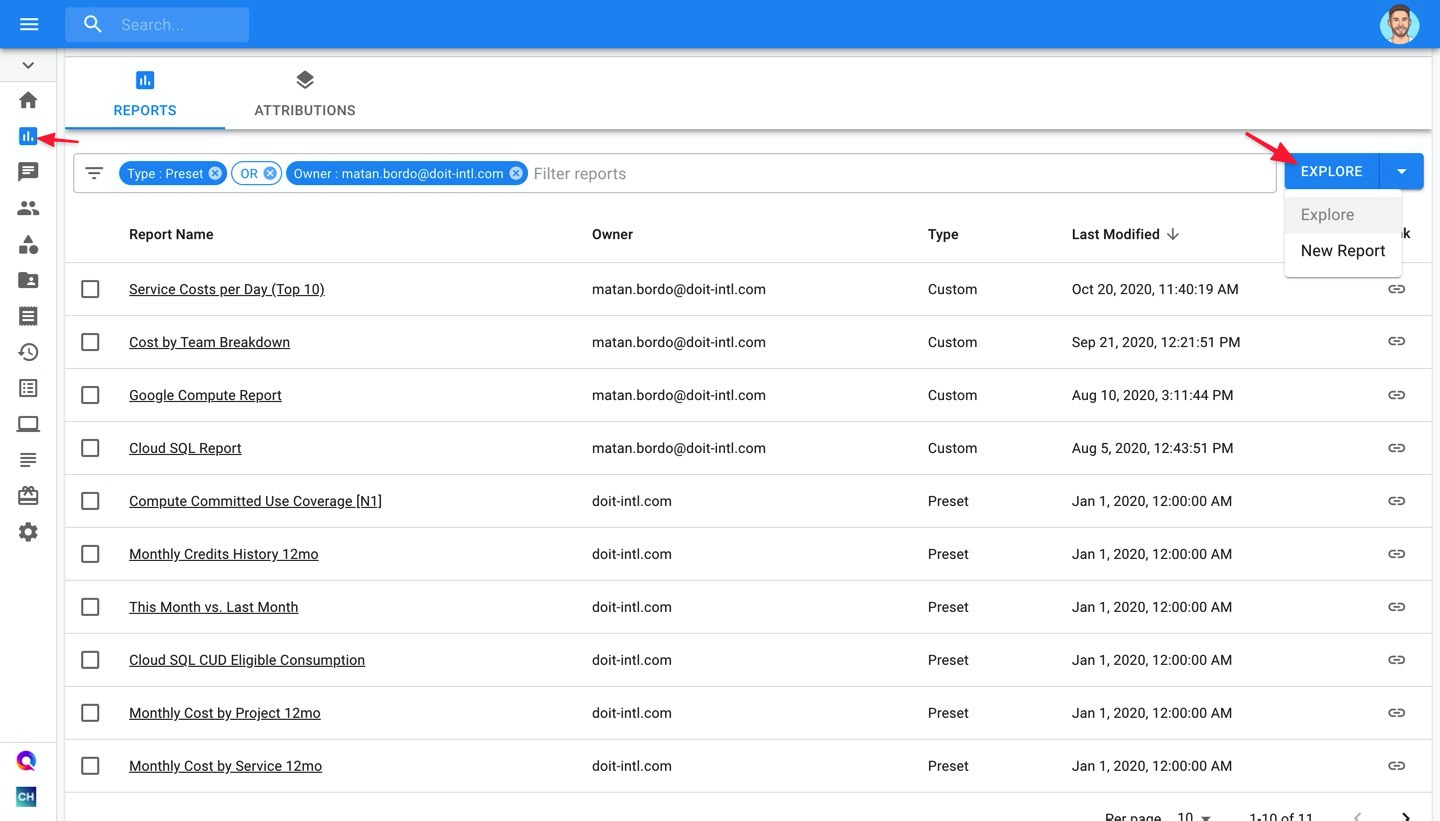 Search...
REPORTS
ATTRIBUTIONS
Type : Preset OR Owner : matan.bordo@doit-intl.com Filter reports
EXPLORE
Explore
New Report
Report Name Owner Type Last Modified k
Service Costs per Day (Top 10) matan.bordo@doit-intl.com Custom Oct 20, 2020, 11:40:19 AM
Cost by Team Breakdown matan.bordo@doit-intl.com Custom Sep 21, 2020, 12:21:51 PM
Google Compute Report matan.bordo@doit-intl.com Custom Aug 10, 2020, 3:11:44 PM
Cloud SQL Report matan.bordo@doit-intl.com Custom Aug 5, 2020, 12:43:51 PM
Compute Committed Use Coverage [N1] doit-intl.com Preset Jan 1, 2020, 12:00:00 AM
Monthly Credits History 12mo doit-intl.com Preset Jan 1, 2020, 12:00:00 AM
This Month vs. Last Month doit-intl.com Preset Jan 1, 2020, 12:00:00 AM
Cloud SQL CUD Eligible Consumption doit-intl.com Preset Jan 1, 2020, 12:00:00 AM
Monthly Cost by Project 12mo doit-intl.com Preset Jan 1, 2020, 12:00:00 AM
Monthly Cost by Service 12mo doit-intl.com Preset Jan 1, 2020, 12:00:00 AM
CH
Per page 10 1-10 of 11